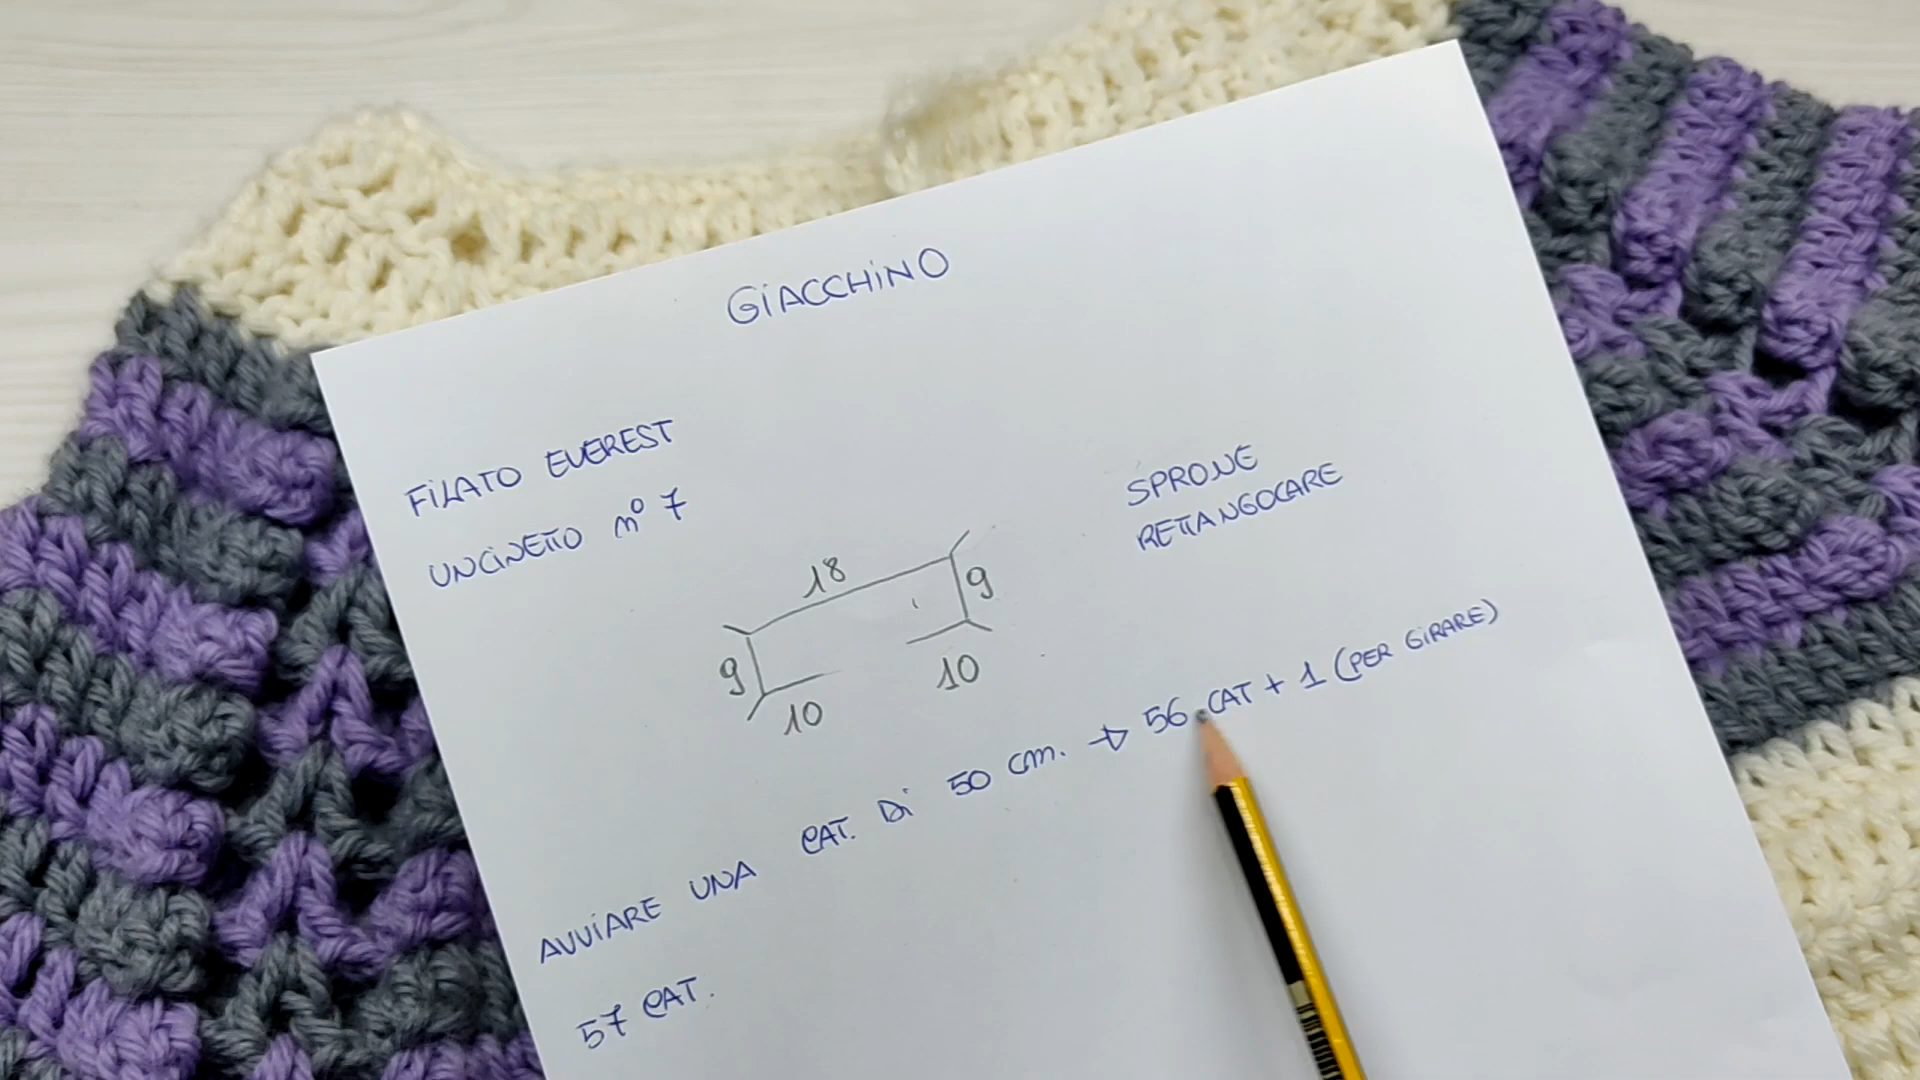 GIACCHINO
FILATO EVEREST
UNCINETTO n° 7
SPRONE
RETTANGOLARE
18
9
9
10
10
AVVIARE UNA CAT. DI 50 cm. → 56 CAT + 1 (PER GIRARE)
57 CAT.